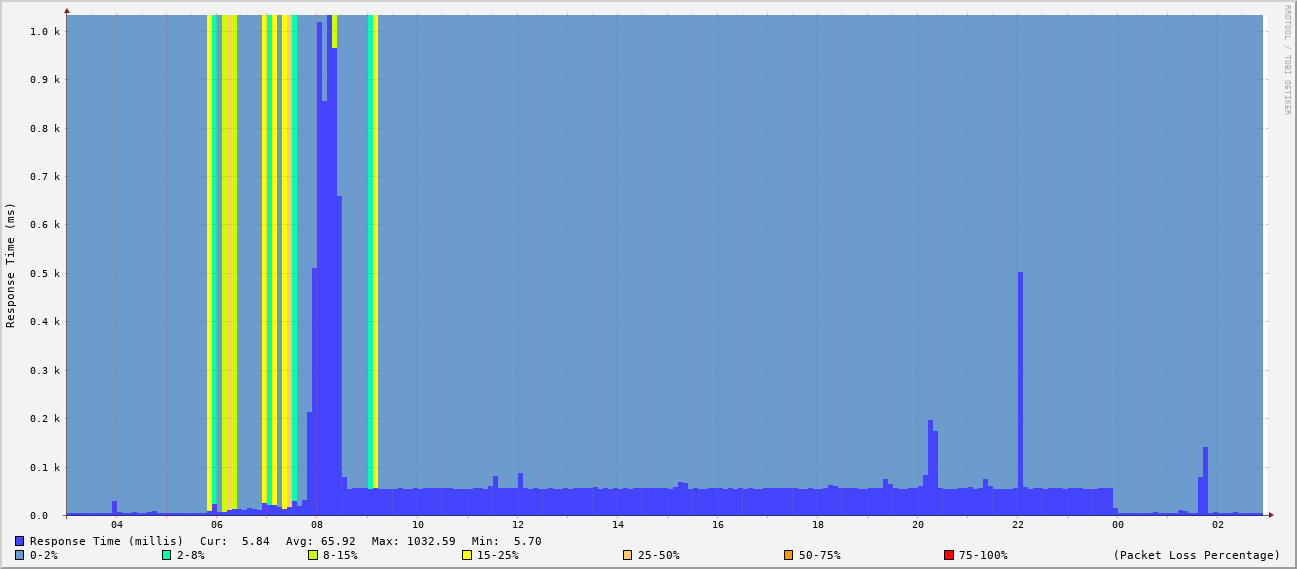 RRDTOOL / TOBI OETIKER
Response Time (ms)
1.0 k
0.9 k
0.8 k
0.7 k
0.6 k
0.5 k
0.4 k
0.3 k
0.2 k
0.1 k
0.0
04 06 08 10 12 14 16 18 20 22 00 02
Response Time (millis) Cur: 5.84 Avg: 65.92 Max: 1032.59 Min: 5.70
0-2% 2-8% 8-15% 15-25% 25-50% 50-75% 75-100% (Packet Loss Percentage)